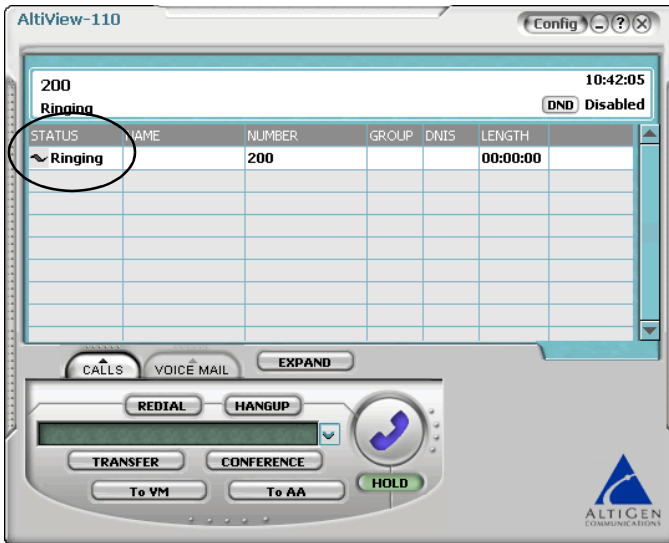 AltiView-110
Config - ? X
200
10:42:05
Ringing
DND Disabled
STATUS NAME NUMBER GROUP DNIS LENGTH
Ringing 200 00:00:00
CALLS VOICE MAIL EXPAND
REDIAL HANGUP
TRANSFER CONFERENCE
HOLD
To VM To AA
ALTIGEN
COMMUNICATIONS